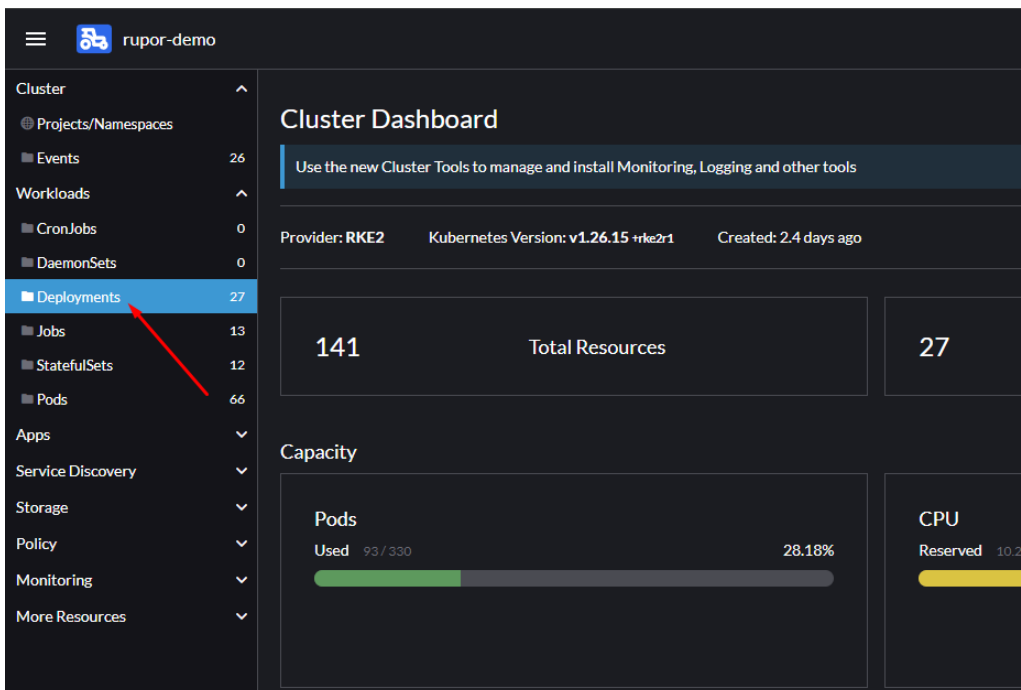 rupor-demo
Cluster
Projects/Namespaces
Events 26
Workloads
CronJobs 0
DaemonSets 0
Deployments 27
Jobs 13
StatefulSets 12
Pods 66
Apps
Service Discovery
Storage
Policy
Monitoring
More Resources
Cluster Dashboard
Use the new Cluster Tools to manage and install Monitoring, Logging and other tools
Provider: RKE2 Kubernetes Version: v1.26.15 +rke2r1 Created: 2.4 days ago
141 Total Resources 27
Capacity
Pods
Used 93 / 330 28.18%
CPU
Reserved 10.2